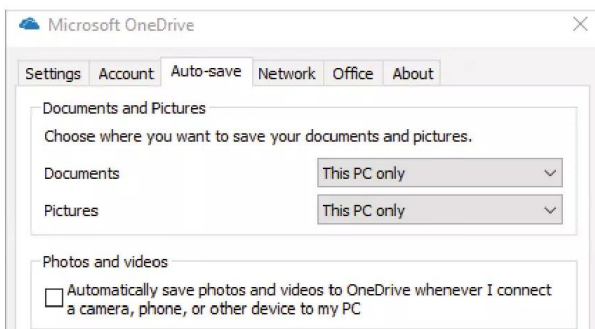 Microsoft OneDrive
Settings Account Auto-save Network Office About
Documents and Pictures
Choose where you want to save your documents and pictures.
Documents This PC only
Pictures This PC only
Photos and videos
Automatically save photos and videos to OneDrive whenever I connect
a camera, phone, or other device to my PC